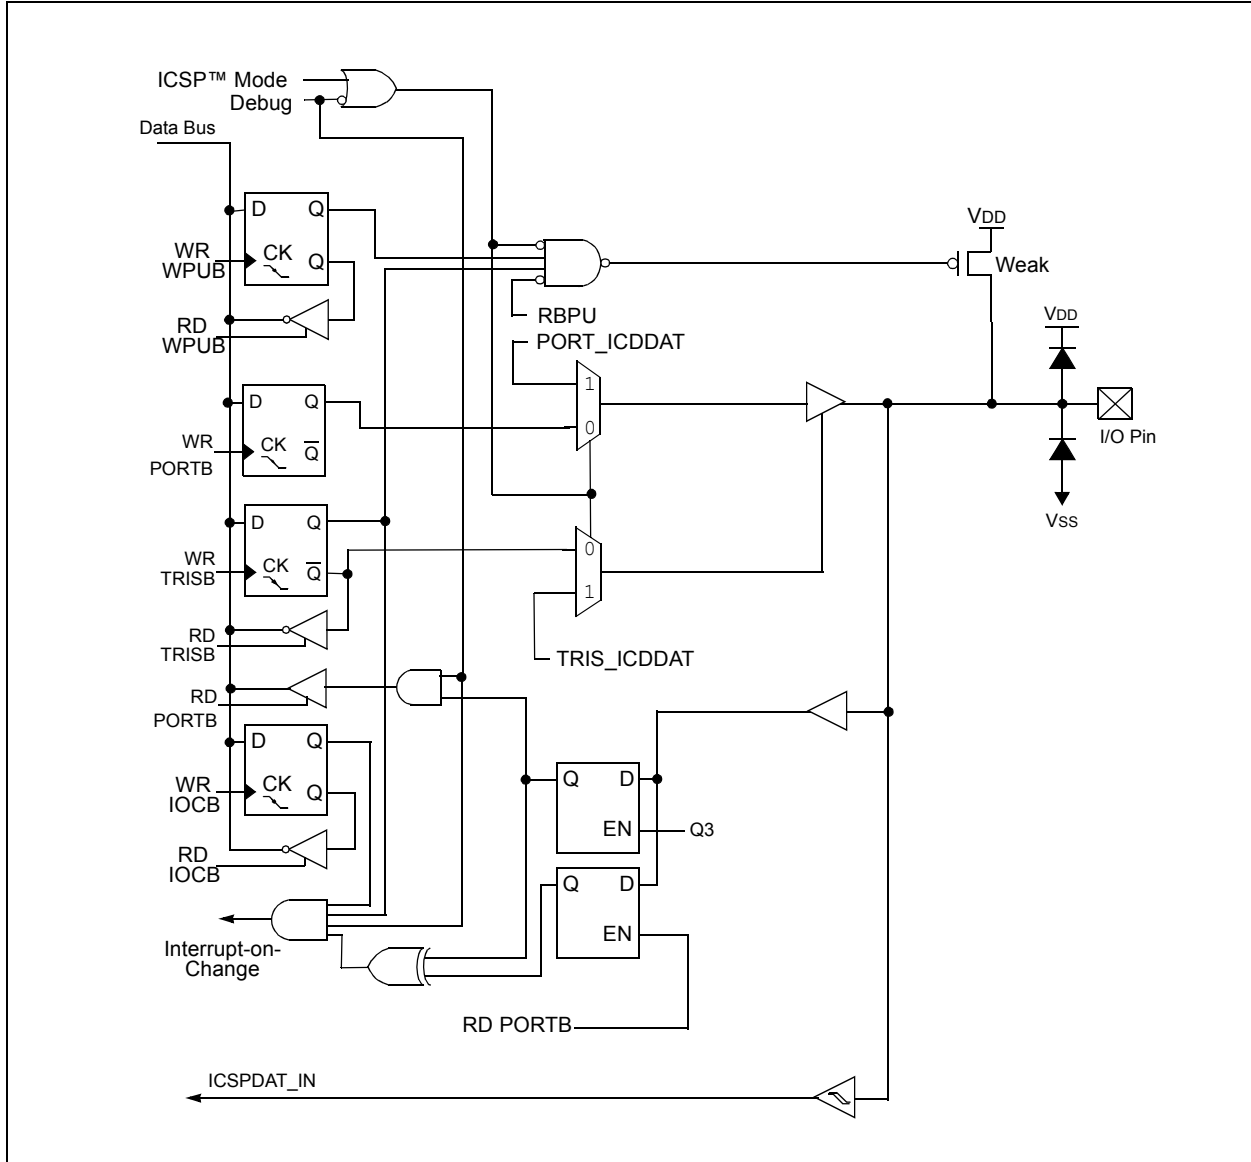 ICSP™ Mode
Debug
Data Bus
D Q
WR
WPUB
CK
Q
RD
WPUB
VDD
Weak
RBPU
PORT_ICDDAT
VDD
1
0
I/O Pin
VSS
D Q
WR
PORTB
CK
Q
D Q
WR
TRISB
CK
Q
0
1
RD
TRISB
TRIS_ICDDAT
RD
PORTB
D Q
WR
IOCB
CK
Q
Q D
EN
Q3
RD
IOCB
Q D
EN
Interrupt-on-
Change
RD PORTB
ICSPDAT_IN